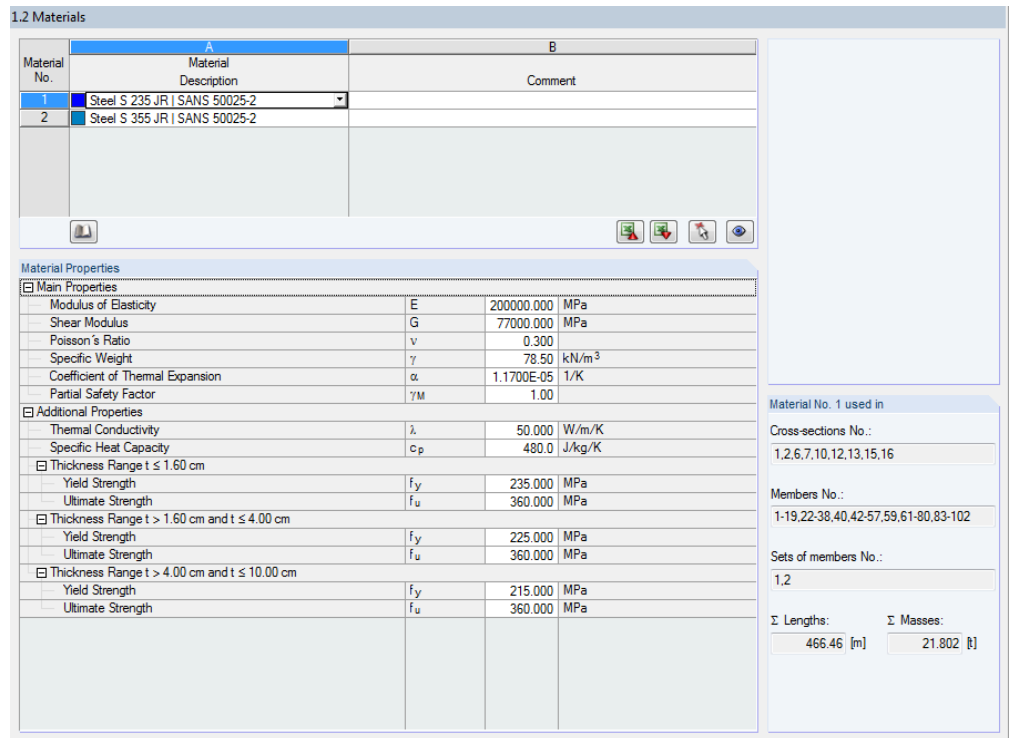 1.2 Materials
A B
Material Material
No. Description Comment
1 Steel S 235 JR | SANS 50025-2
2 Steel S 355 JR | SANS 50025-2
Material Properties
Main Properties
Modulus of Elasticity E 200000.000 MPa
Shear Modulus G 77000.000 MPa
Poisson´s Ratio ν 0.300
Specific Weight γ 78.50 kN/m³
Coefficient of Thermal Expansion α 1.1700E-05 1/K
Partial Safety Factor γM 1.00
Additional Properties
Thermal Conductivity λ 50.000 W/m/K
Specific Heat Capacity cp 480.0 J/kg/K
Thickness Range t ≤ 1.60 cm
Yield Strength fy 235.000 MPa
Ultimate Strength fu 360.000 MPa
Thickness Range t > 1.60 cm and t ≤ 4.00 cm
Yield Strength fy 225.000 MPa
Ultimate Strength fu 360.000 MPa
Thickness Range t > 4.00 cm and t ≤ 10.00 cm
Yield Strength fy 215.000 MPa
Ultimate Strength fu 360.000 MPa
Material No. 1 used in
Cross-sections No.:
1,2,6,7,10,12,13,15,16
Members No.:
1-19,22-38,40,42-57,59,61-80,83-102
Sets of members No.:
1,2
Σ Lengths: Σ Masses:
466.46 [m] 21.802 [t]